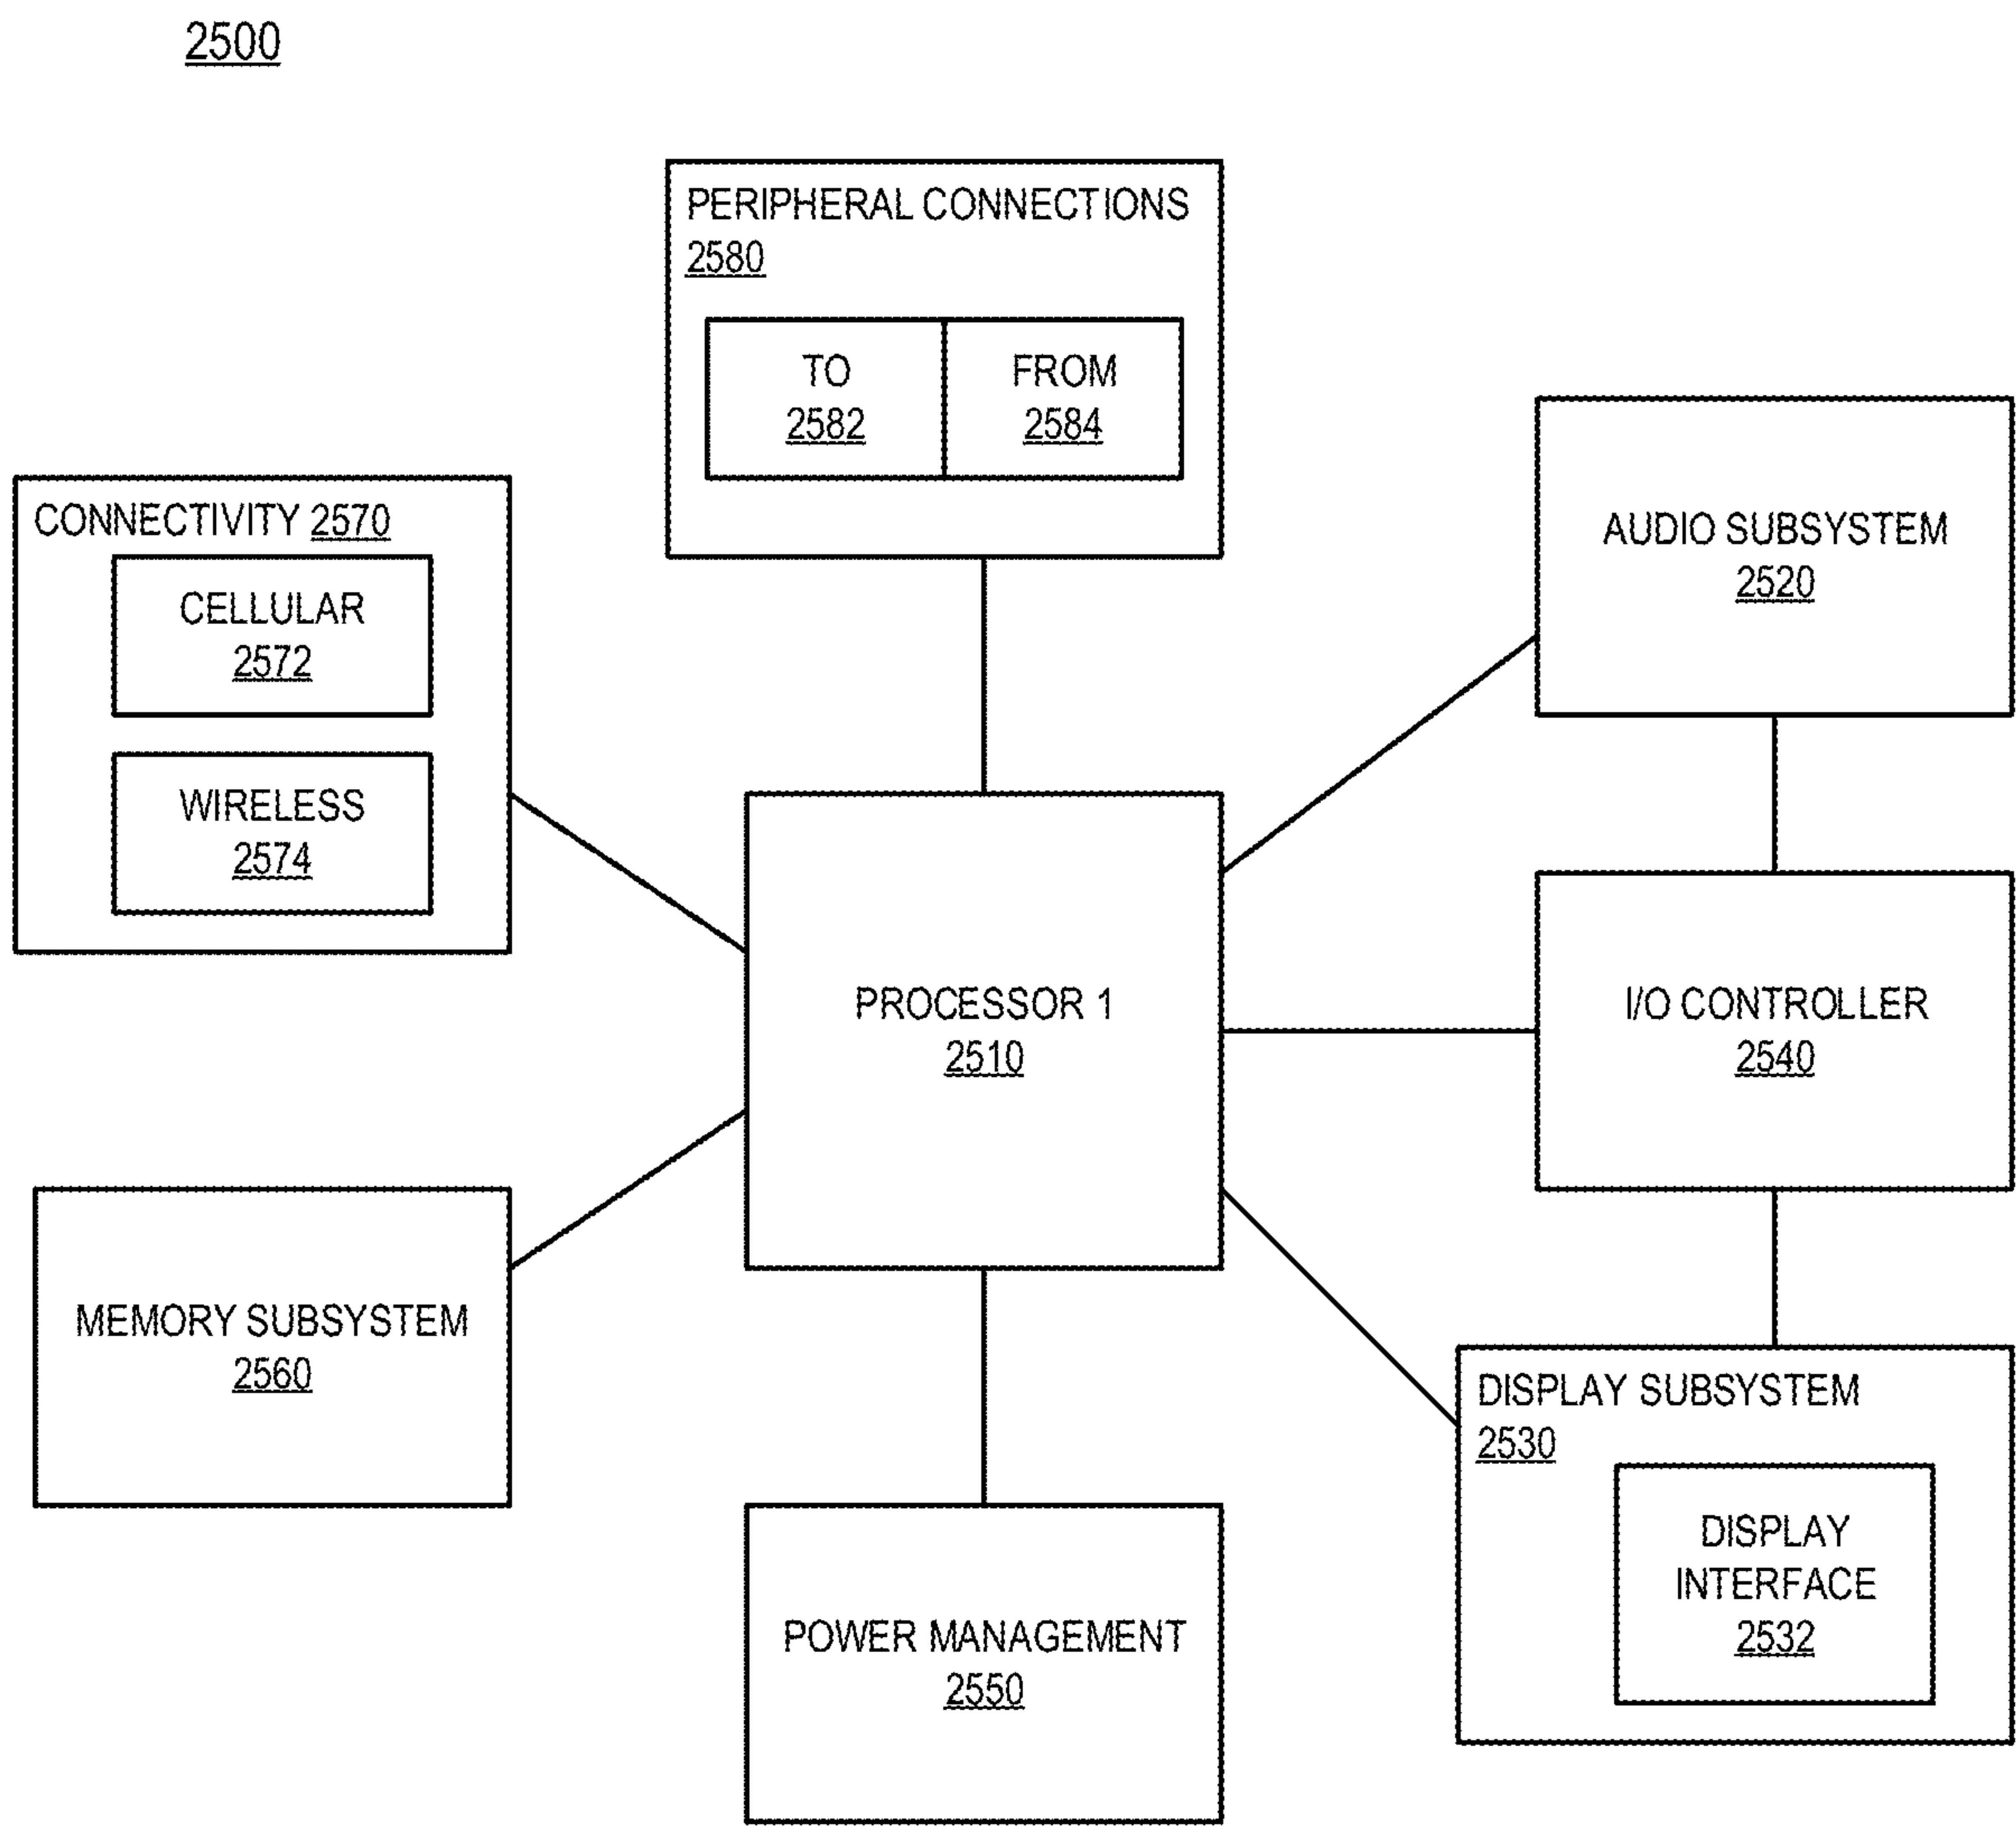 2500
PERIPHERAL CONNECTIONS
2580
TO
2582
FROM
2584
CONNECTIVITY 2570
CELLULAR
2572
WIRELESS
2574
AUDIO SUBSYSTEM
2520
PROCESSOR 1
2510
I/O CONTROLLER
2540
MEMORY SUBSYSTEM
2560
DISPLAY SUBSYSTEM
2530
DISPLAY
INTERFACE
2532
POWER MANAGEMENT
2550